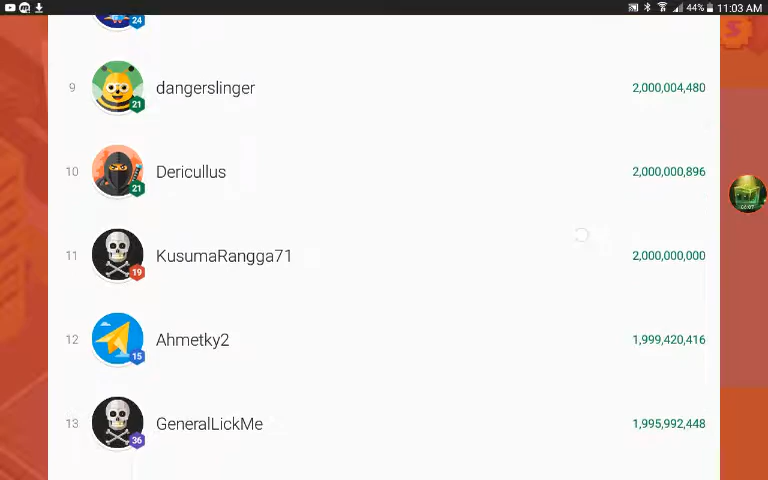 44% 11:03 AM
24
9 dangerslinger 2,000,004,480
21
10 Dericullus 2,000,000,896
21
11 KusumaRangga71 2,000,000,000
19
12 Ahmetky2 1,999,420,416
15
13 GeneralLickMe 1,995,992,448
36